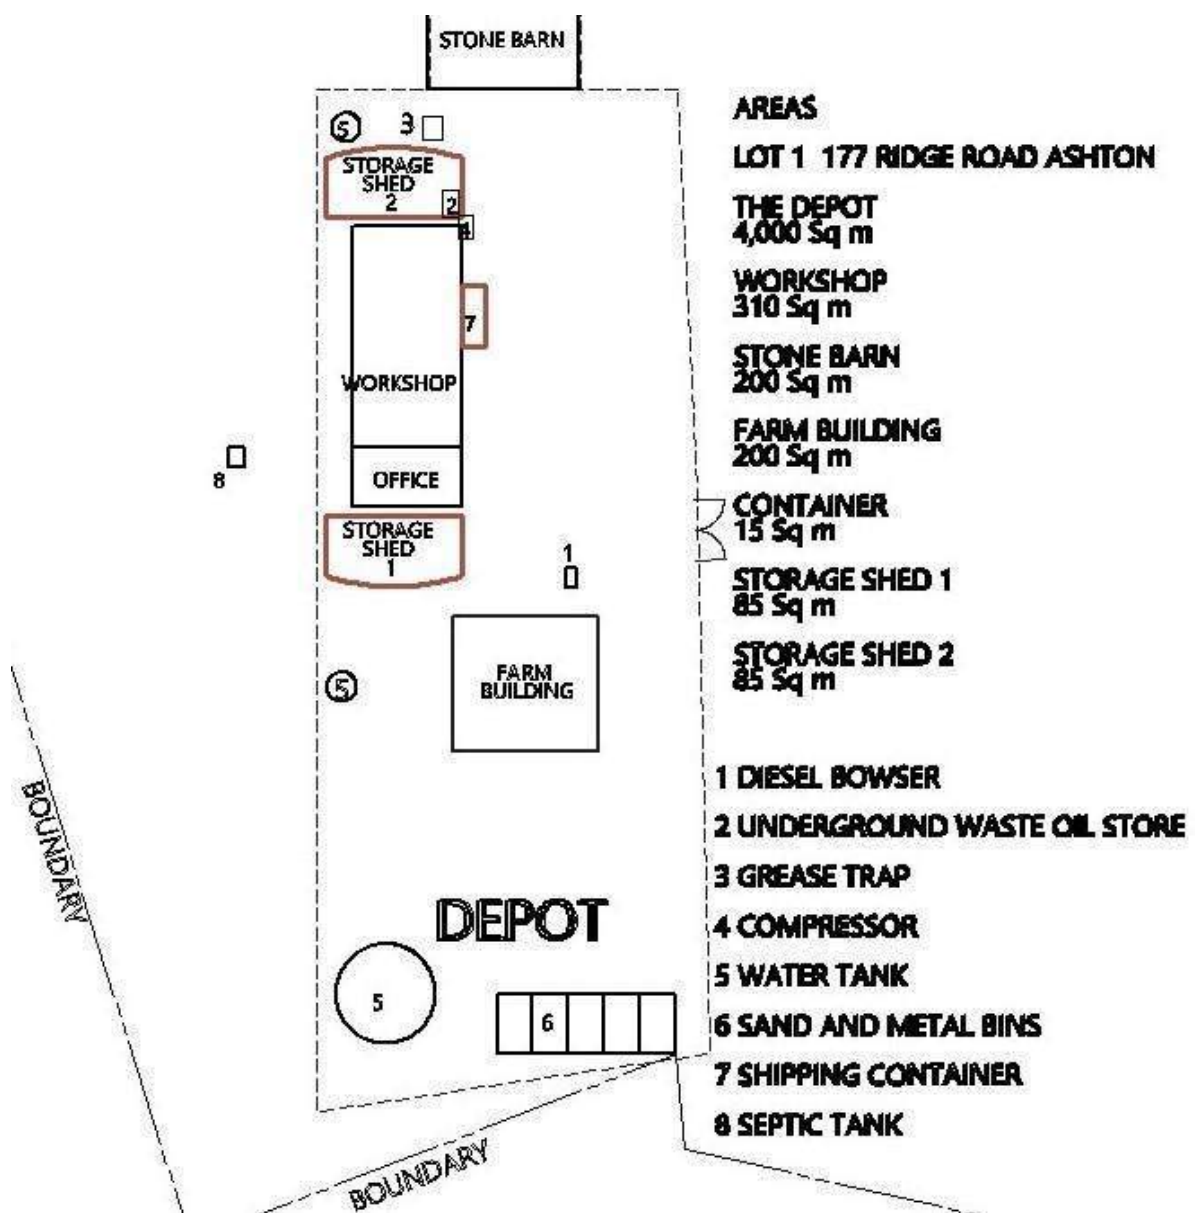 STONE BARN
5
3
STORAGE
SHED
2
2
4
7
WORKSHOP
OFFICE
8
STORAGE
SHED
1
1
FARM
BUILDING
5
DEPOT
5
6
BOUNDARY
BOUNDARY
AREAS
LOT 1 177 RIDGE ROAD ASHTON
THE DEPOT
4,000 Sq m
WORKSHOP
310 Sq m
STONE BARN
200 Sq m
FARM BUILDING
200 Sq m
CONTAINER
15 Sq m
STORAGE SHED 1
85 Sq m
STORAGE SHED 2
85 Sq m
1 DIESEL BOWSER
2 UNDERGROUND WASTE OIL STORE
3 GREASE TRAP
4 COMPRESSOR
5 WATER TANK
6 SAND AND METAL BINS
7 SHIPPING CONTAINER
8 SEPTIC TANK